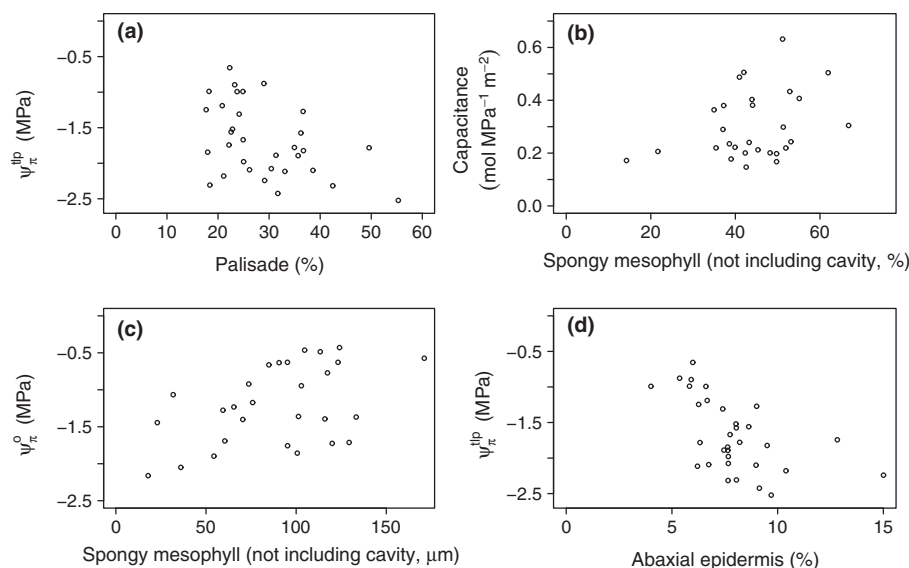 (a)
−0.5
−1.5
−2.5
ψπtlp (MPa)
0 10 20 30 40 50 60
Palisade (%)
(b)
0.6
0.4
0.2
0.0
Capacitance
(mol MPa−1 m−2)
0 20 40 60
Spongy mesophyll (not including cavity, %)
(c)
−0.5
−1.5
−2.5
ψπo (MPa)
0 50 100 150
Spongy mesophyll (not including cavity, μm)
(d)
−0.5
−1.5
−2.5
ψπtlp (MPa)
0 5 10 15
Abaxial epidermis (%)